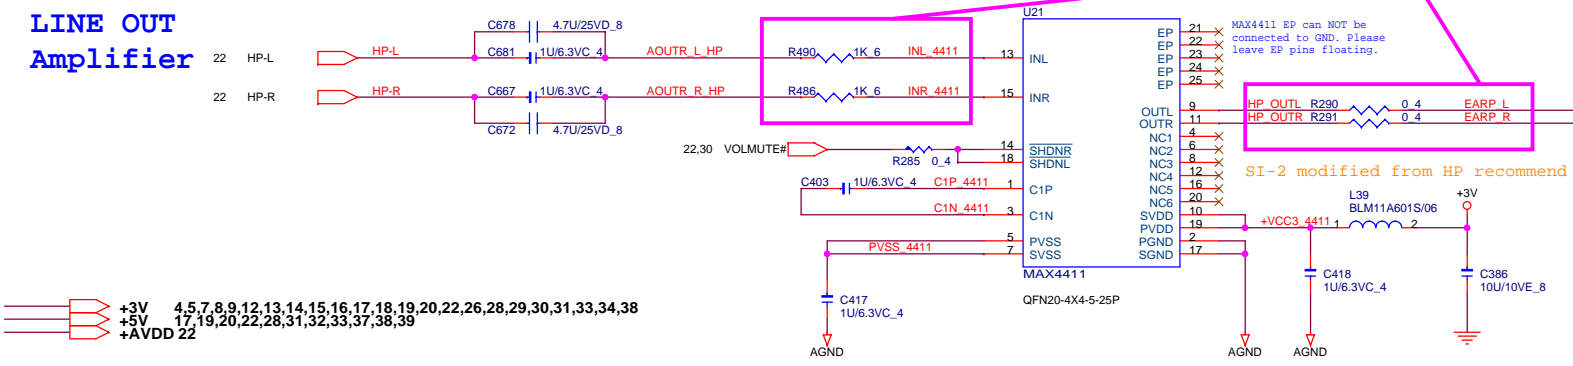 LINE OUT
Amplifier
22 HP-L
HP-L
22 HP-R
HP-R
C678
4.7U/25VD_8
C681
1U/6.3VC_4
AOUTR_L_HP
C667
1U/6.3VC_4
AOUTR_R_HP
C672
4.7U/25VD_8
R490
1K_6
INL_4411
R486
1K_6
INR_4411
22,30 VOLMUTE#
R285 0_4
C403
1U/6.3VC_4
C1P_4411
C1N_4411
PVSS_4411
C417
1U/6.3VC_4
AGND
U21
13 INL
15 INR
14 SHDNR
18 SHDNL
1 C1P
3 C1N
5 PVSS
7 SVSS
EP 21
EP 22
EP 23
EP 24
EP 25
OUTL 9
OUTR 11
NC1 4
NC2 6
NC3 8
NC4 12
NC5 16
NC6 20
SVDD 10
PVDD 19
PGND 2
SGND 17
MAX4411
QFN20-4X4-5-25P
MAX4411 EP can NOT be
connected to GND. Please
leave EP pins floating.
HP_OUTL R290 0_4 EARP_L
HP_OUTR R291 0_4 EARP_R
SI-2 modified from HP recommend
L39
BLM11A601S/06
+3V
+VCC3_4411 1 2
C418
1U/6.3VC_4
C386
10U/10VE_8
AGND
AGND
+3V 4,5,7,8,9,12,13,14,15,16,17,18,19,20,22,26,28,29,30,31,33,34,38
+5V 17,19,20,22,28,31,32,33,37,38,39
+AVDD 22